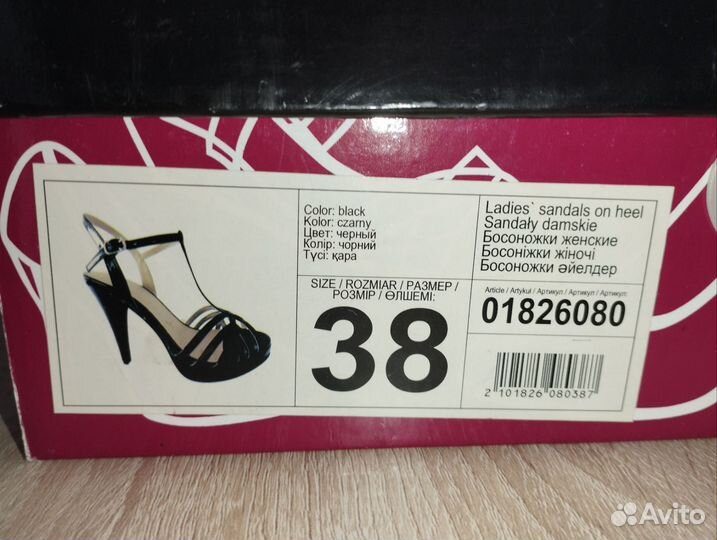 Color: black
Kolor: czarny
Цвет: черный
Колір: чорний
Түсі: қара
SIZE / ROZMIAR / РАЗМЕР /
РОЗМІР / ӨЛШЕМІ:
38
Ladies` sandals on heel
Sandały damskie
Босоножки женские
Босоніжки жіночі
Босоножки әйелдер
Article / Artykuł / Артикул / Артикул / Артикул:
01826080
2 101826 080387
Avito